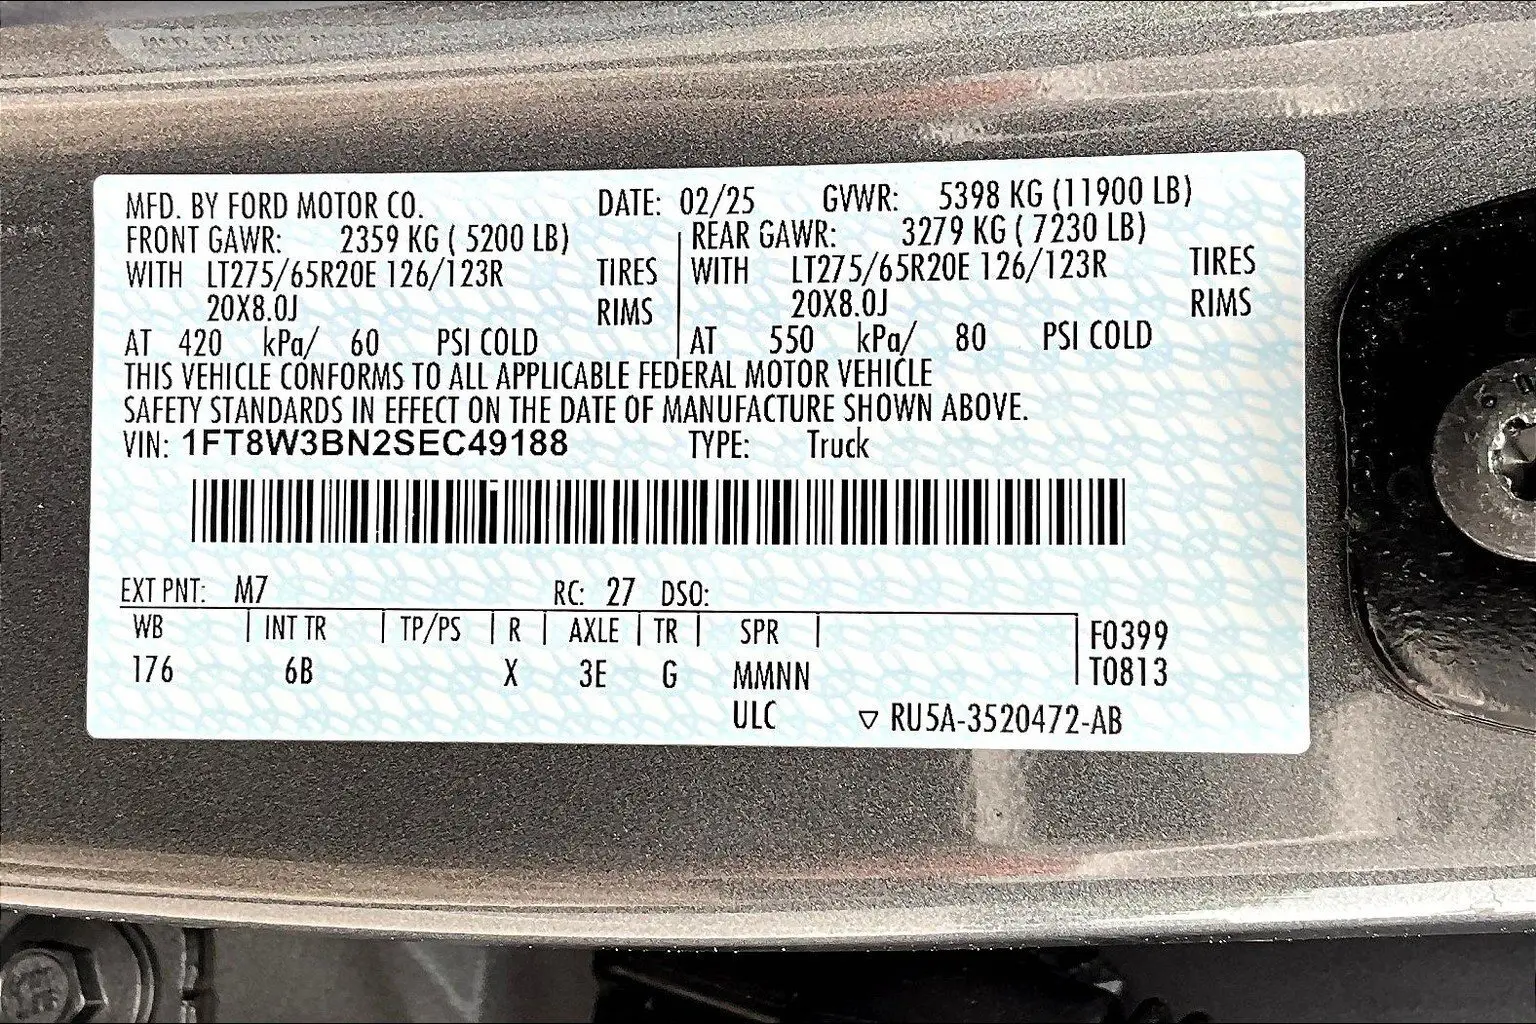 MFD. BY FORD MOTOR CO. DATE: 02/25 GVWR: 5398 KG (11900 LB)
FRONT GAWR: 2359 KG ( 5200 LB) REAR GAWR: 3279 KG ( 7230 LB)
WITH LT275/65R20E 126/123R TIRES WITH LT275/65R20E 126/123R TIRES
20X8.0J RIMS 20X8.0J RIMS
AT 420 kPa/ 60 PSI COLD AT 550 kPa/ 80 PSI COLD
THIS VEHICLE CONFORMS TO ALL APPLICABLE FEDERAL MOTOR VEHICLE
SAFETY STANDARDS IN EFFECT ON THE DATE OF MANUFACTURE SHOWN ABOVE.
VIN: 1FT8W3BN2SEC49188 TYPE: Truck
EXT PNT: M7 RC: 27 DSO:
WB INT TR TP/PS R AXLE TR SPR F0399
176 6B X 3E G MMNN T0813
ULC ▽ RU5A-3520472-AB